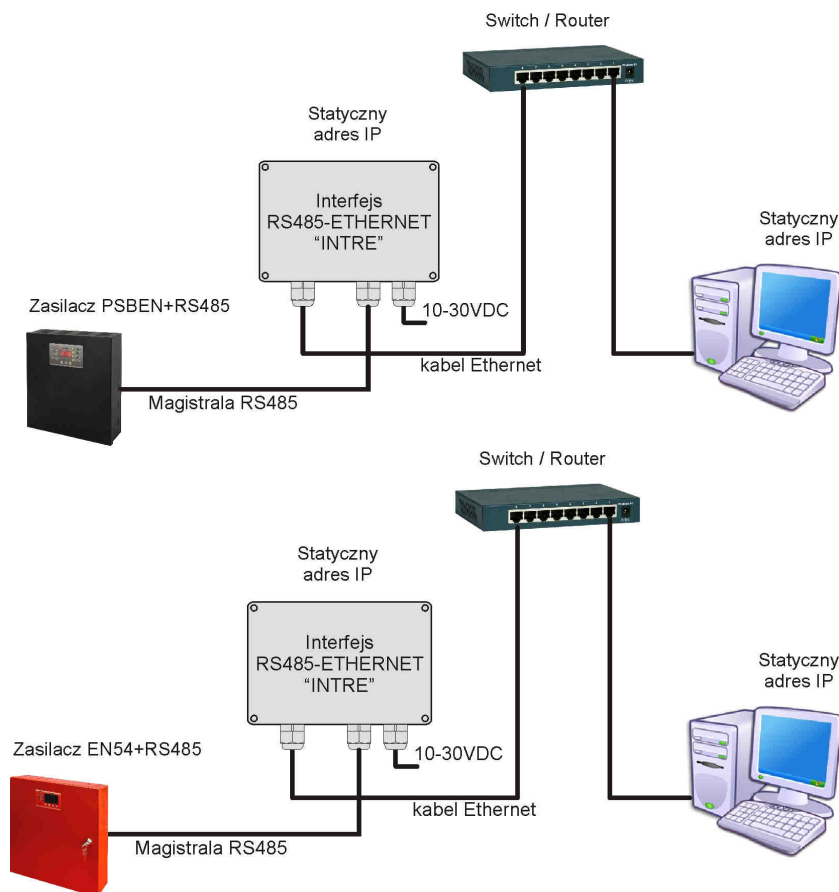 Switch / Router
Statyczny
adres IP
Interfejs
RS485-ETHERNET
“INTRE”
Statyczny
adres IP
Zasilacz PSBEN+RS485
10-30VDC
kabel Ethernet
Magistrala RS485
Switch / Router
Statyczny
adres IP
Interfejs
RS485-ETHERNET
“INTRE”
Statyczny
adres IP
Zasilacz EN54+RS485
10-30VDC
kabel Ethernet
Magistrala RS485